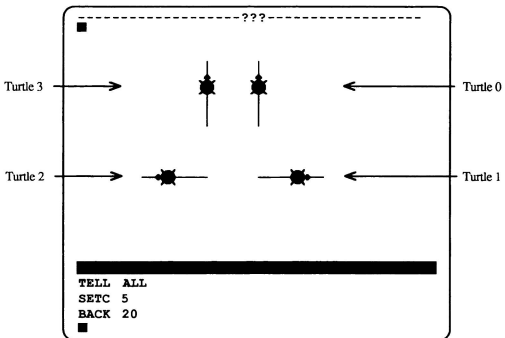 ???
Turtle 3
Turtle 0
Turtle 2
Turtle 1
TELL ALL
SETC 5
BACK 20